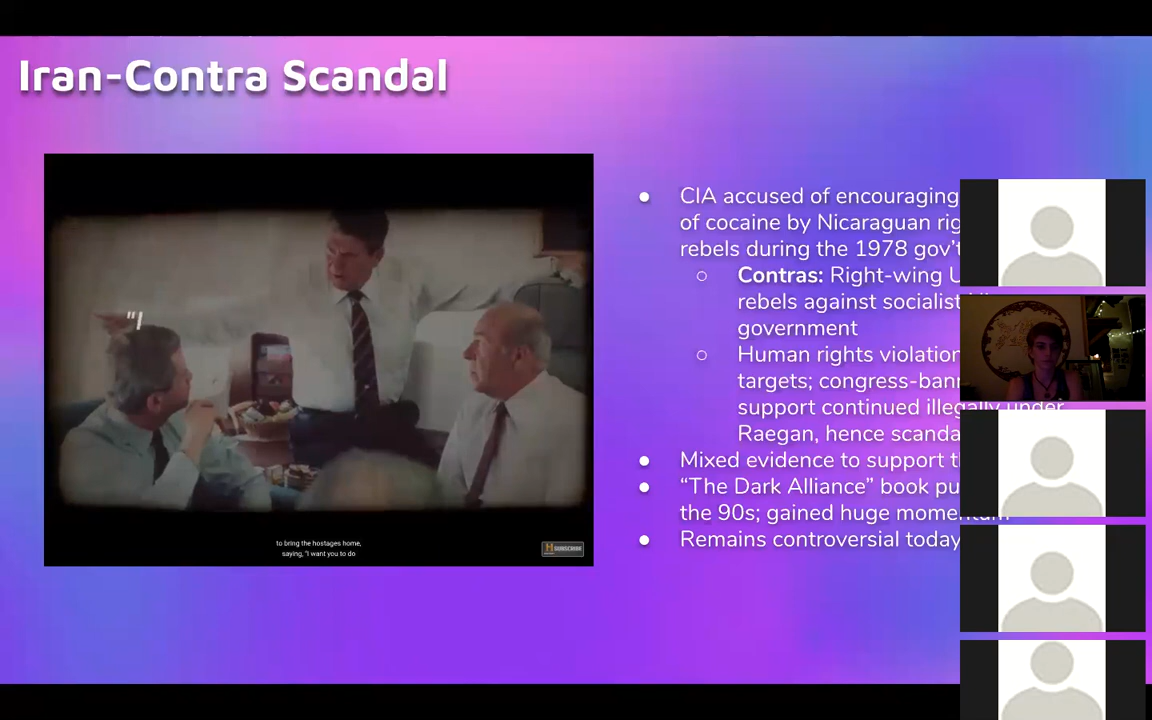 Iran-Contra Scandal
"I
to bring the hostages home,
saying, "I want you to do
SUBSCRIBE
● CIA accused of encouraging
of cocaine by Nicaraguan rig
rebels during the 1978 gov't
○ Contras: Right-wing U
rebels against socialist
government
○ Human rights violation
targets; congress-bann
support continued illegally under
Raegan, hence scanda
● Mixed evidence to support t
● “The Dark Alliance” book pu
the 90s; gained huge momentum
● Remains controversial today